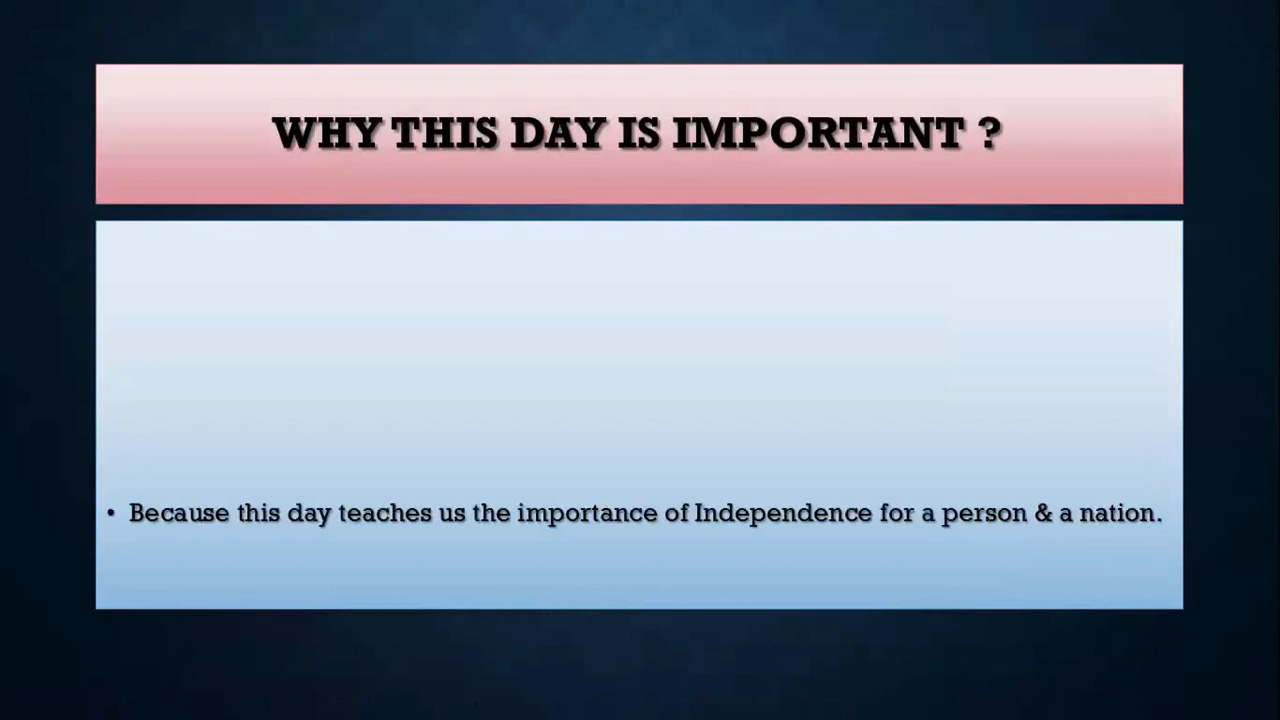 WHY THIS DAY IS IMPORTANT ?
• Because this day teaches us the importance of Independence for a person & a nation.